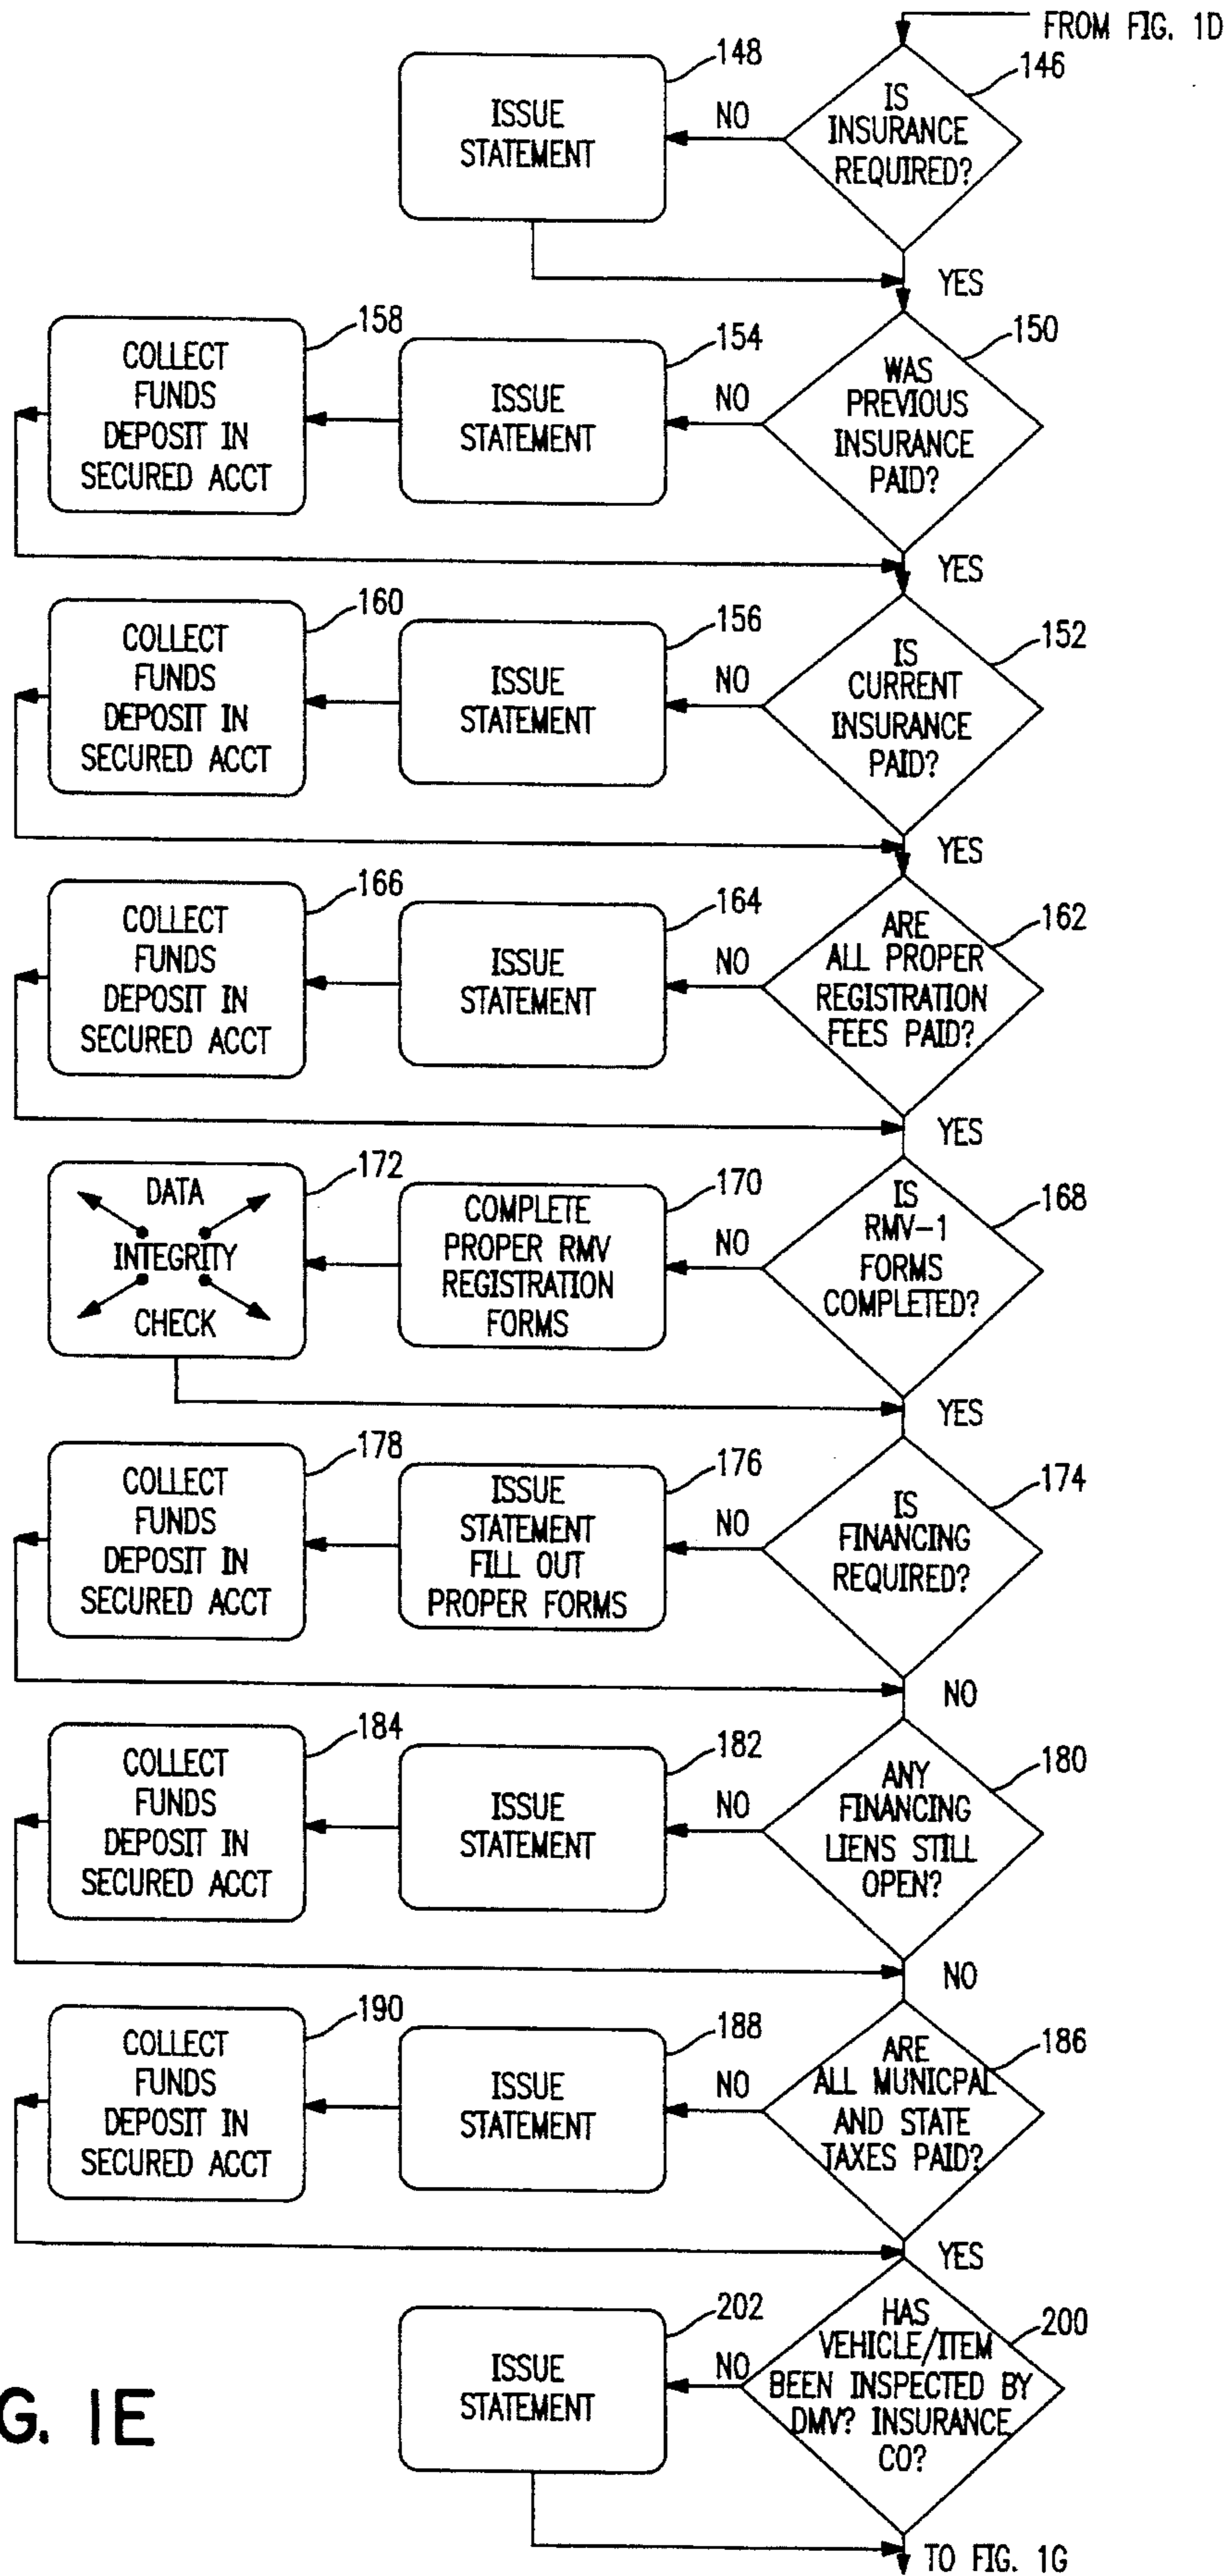 FROM FIG. 1D
148
146
ISSUE
STATEMENT
NO
IS
INSURANCE
REQUIRED?
YES
158
154
150
COLLECT
FUNDS
DEPOSIT IN
SECURED ACCT
ISSUE
STATEMENT
NO
WAS
PREVIOUS
INSURANCE
PAID?
YES
160
156
152
COLLECT
FUNDS
DEPOSIT IN
SECURED ACCT
ISSUE
STATEMENT
NO
IS
CURRENT
INSURANCE
PAID?
YES
166
164
162
COLLECT
FUNDS
DEPOSIT IN
SECURED ACCT
ISSUE
STATEMENT
NO
ARE
ALL PROPER
REGISTRATION
FEES PAID?
YES
172
170
168
DATA
INTEGRITY
CHECK
COMPLETE
PROPER RMV
REGISTRATION
FORMS
NO
IS
RMV-1
FORMS
COMPLETED?
YES
178
176
174
COLLECT
FUNDS
DEPOSIT IN
SECURED ACCT
ISSUE
STATEMENT
FILL OUT
PROPER FORMS
NO
IS
FINANCING
REQUIRED?
NO
184
182
180
COLLECT
FUNDS
DEPOSIT IN
SECURED ACCT
ISSUE
STATEMENT
NO
ANY
FINANCING
LIENS STILL
OPEN?
NO
190
188
186
COLLECT
FUNDS
DEPOSIT IN
SECURED ACCT
ISSUE
STATEMENT
NO
ARE
ALL MUNICPAL
AND STATE
TAXES PAID?
YES
202
200
ISSUE
STATEMENT
NO
HAS
VEHICLE/ITEM
BEEN INSPECTED BY
DMV? INSURANCE
CO?
G. 1E
TO FIG. 1G